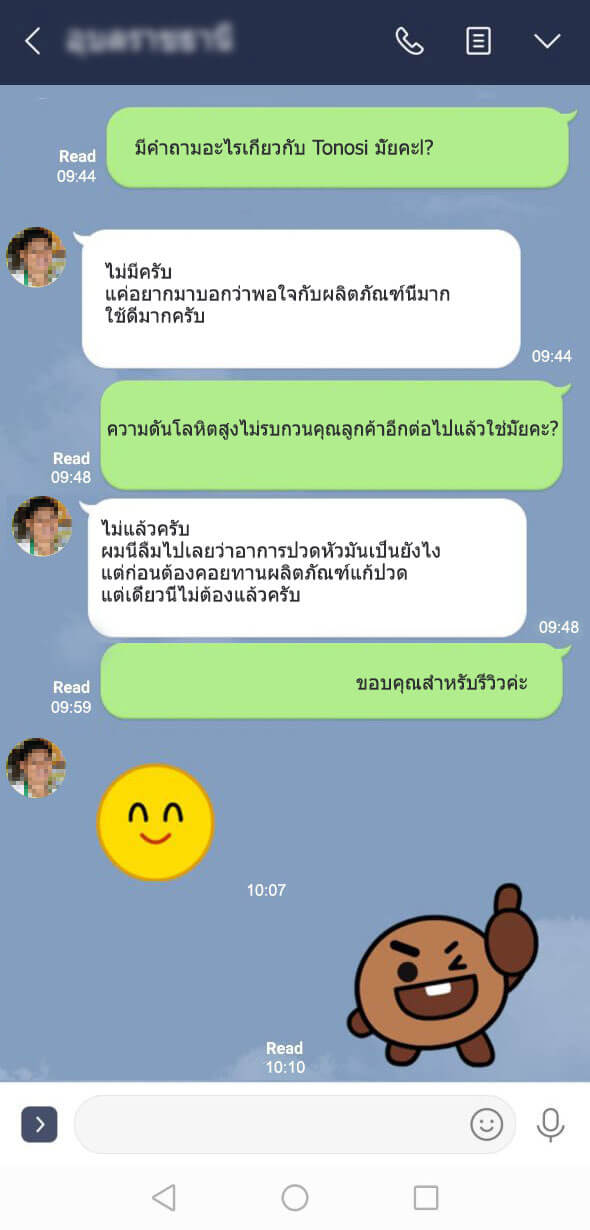 Read
09:44
มีคำถามอะไรเกี่ยวกับ Tonosi มั้ยคะ!?
ไม่มีครับ
แค่อยากมาบอกว่าพอใจกับผลิตภัณฑ์นี้มาก
ใช้ดีมากครับ
09:44
ความดันโลหิตสูงไม่รบกวนคุณลูกค้าอีกต่อไปแล้วใช่มั้ยคะ?
Read
09:48
ไม่แล้วครับ
ผมนี่ลืมไปเลยว่าอาการปวดหัวมันเป็นยังไง
แต่ก่อนต้องคอยทานผลิตภัณฑ์แก้ปวด
แต่เดี๋ยวนี้ไม่ต้องแล้วครับ
09:48
ขอบคุณสำหรับรีวิวค่ะ
Read
09:59
10:07
Read
10:10